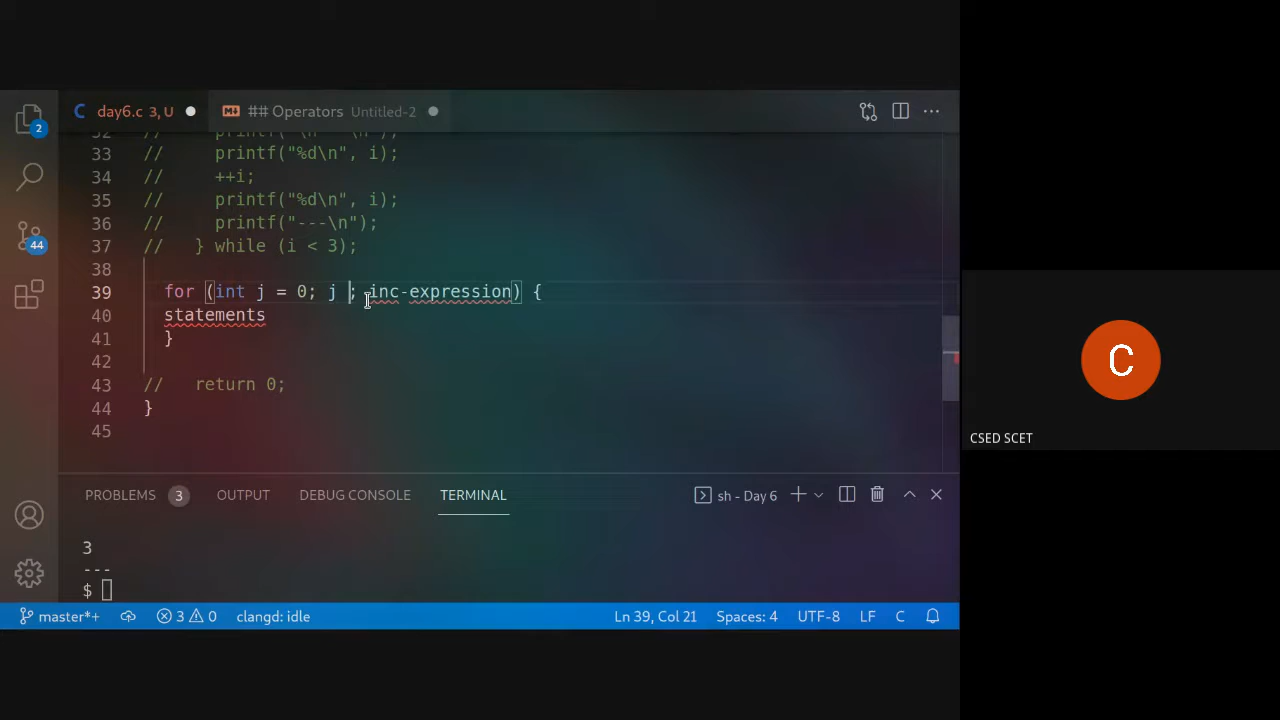 day6.c 3, U
## Operators Untitled-2
2
44
33 // printf("%d\n", i);
34 // ++i;
35 // printf("%d\n", i);
36 // printf("---\n");
37 // } while (i < 3);
38
39 for (int j = 0; j ; inc-expression) {
40 statements
41 }
42
43 // return 0;
44 }
45
PROBLEMS 3 OUTPUT DEBUG CONSOLE TERMINAL sh - Day 6
3
---
$
master*+ 3 0 clangd: idle Ln 39, Col 21 Spaces: 4 UTF-8 LF C
C
CSED SCET